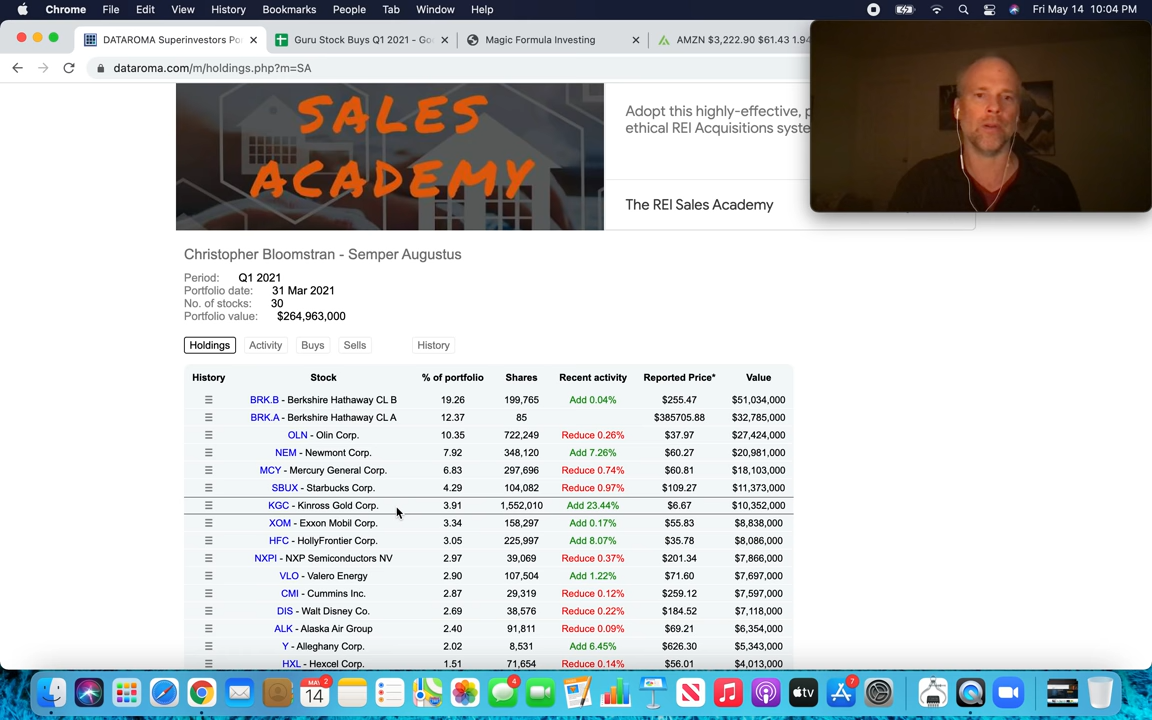 Chrome File Edit View History Bookmarks People Tab Window Help Fri May 14 10:04 PM
DATAROMA Superinvestors Po Guru Stock Buys Q1 2021 - Go Magic Formula Investing AMZN $3,222.90 $61.43 1.94
dataroma.com/m/holdings.php?m=SA
SALES
ACADEMY
Adopt this highly-effective, p
ethical REI Acquisitions syste
The REI Sales Academy
Christopher Bloomstran - Semper Augustus
Period: Q1 2021
Portfolio date: 31 Mar 2021
No. of stocks: 30
Portfolio value: $264,963,000
Holdings Activity Buys Sells History
History Stock % of portfolio Shares Recent activity Reported Price* Value
BRK.B - Berkshire Hathaway CL B 19.26 199,765 Add 0.04% $255.47 $51,034,000
BRK.A - Berkshire Hathaway CL A 12.37 85 $385705.88 $32,785,000
OLN - Olin Corp. 10.35 722,249 Reduce 0.26% $37.97 $27,424,000
NEM - Newmont Corp. 7.92 348,120 Add 7.26% $60.27 $20,981,000
MCY - Mercury General Corp. 6.83 297,696 Reduce 0.74% $60.81 $18,103,000
SBUX - Starbucks Corp. 4.29 104,082 Reduce 0.97% $109.27 $11,373,000
KGC - Kinross Gold Corp. 3.91 1,552,010 Add 23.44% $6.67 $10,352,000
XOM - Exxon Mobil Corp. 3.34 158,297 Add 0.17% $55.83 $8,838,000
HFC - HollyFrontier Corp. 3.05 225,997 Add 8.07% $35.78 $8,086,000
NXPI - NXP Semiconductors NV 2.97 39,069 Reduce 0.37% $201.34 $7,866,000
VLO - Valero Energy 2.90 107,504 Add 1.22% $71.60 $7,697,000
CMI - Cummins Inc. 2.87 29,319 Reduce 0.12% $259.12 $7,597,000
DIS - Walt Disney Co. 2.69 38,576 Reduce 0.22% $184.52 $7,118,000
ALK - Alaska Air Group 2.40 91,811 Reduce 0.09% $69.21 $6,354,000
Y - Alleghany Corp. 2.02 8,531 Add 6.45% $626.30 $5,343,000
HXL - Hexcel Corp. 1.51 71,654 Reduce 0.14% $56.01 $4,013,000
MAY 2 4 tv 7
14